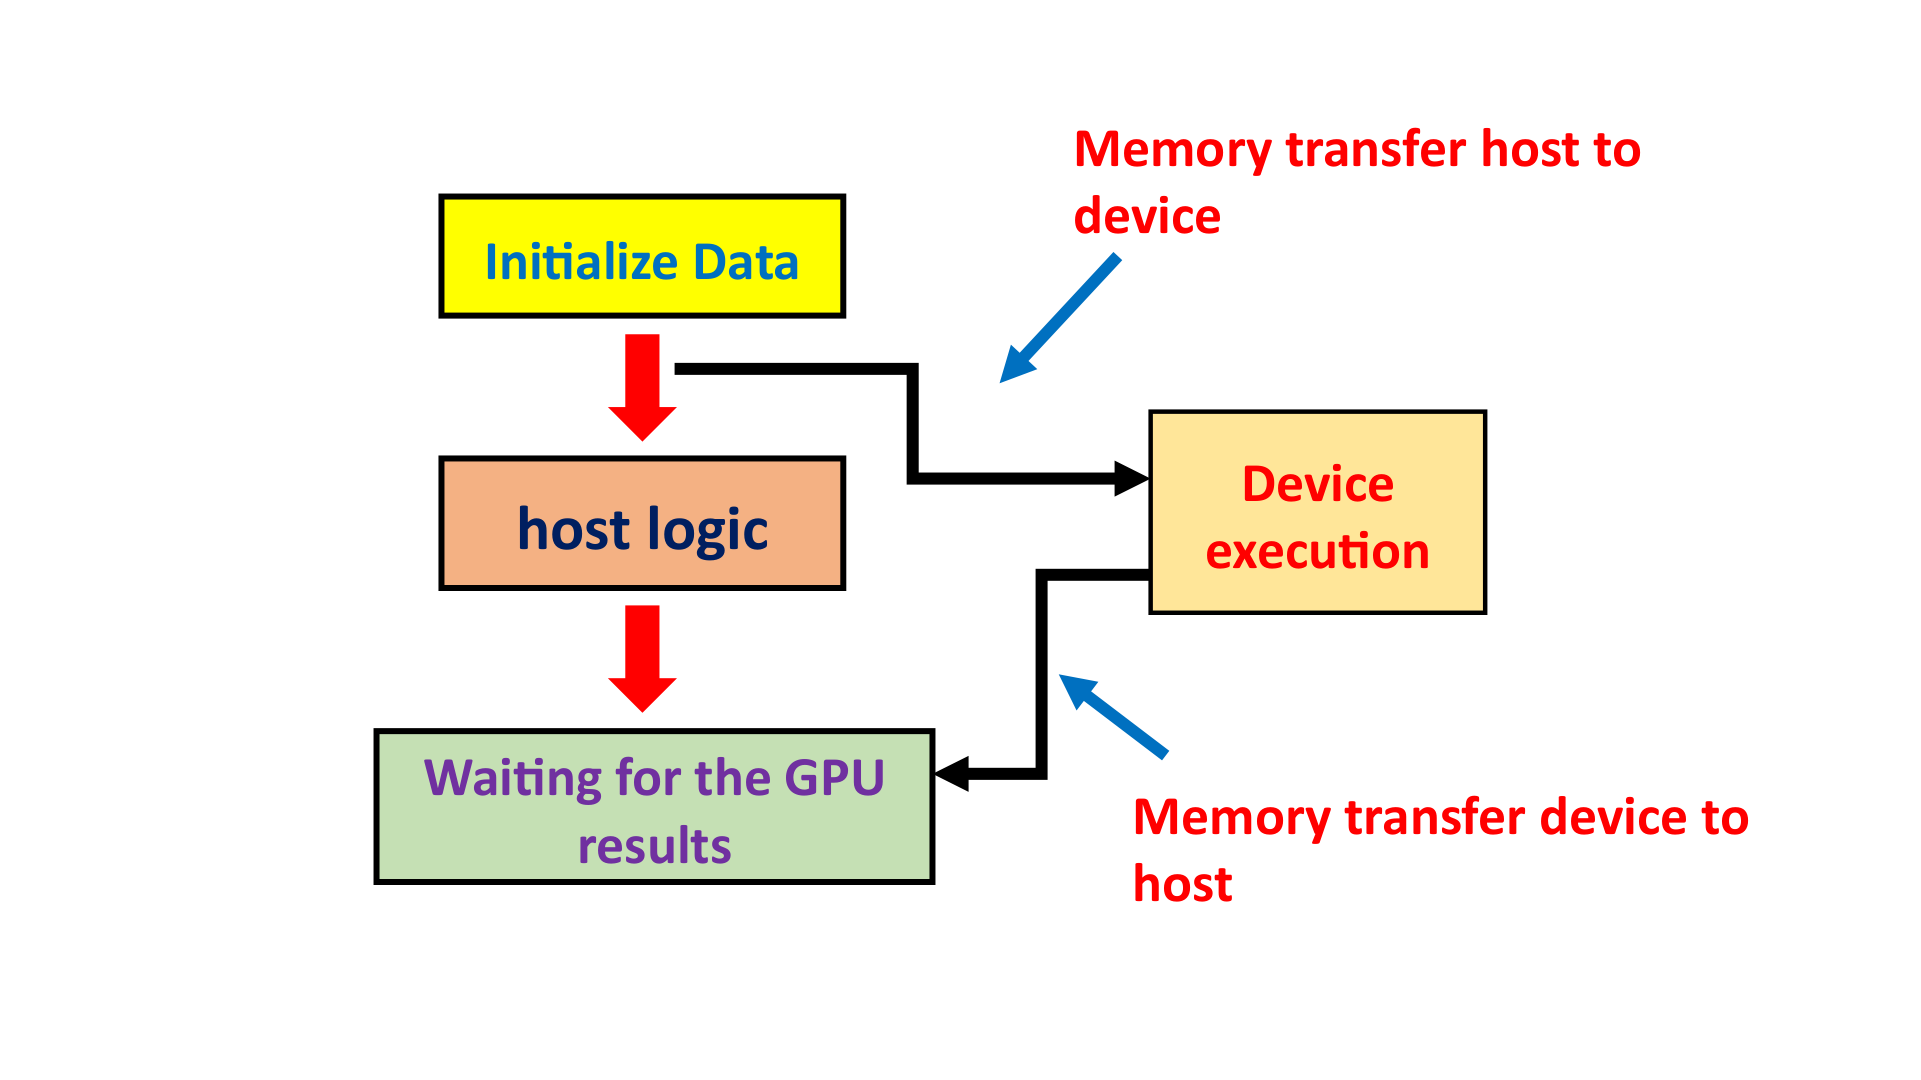 Memory transfer host to
device
Initialize Data
host logic
Device
execution
Waiting for the GPU
results
Memory transfer device to
host